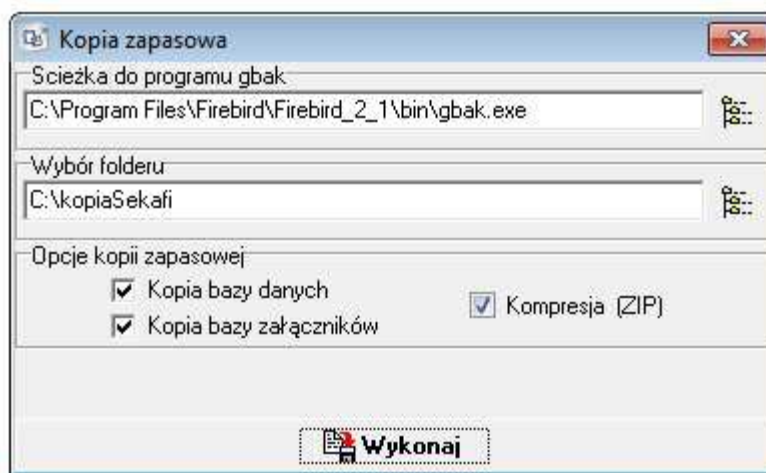 Kopia zapasowa
Scieżka do programu gbak
C:\Program Files\Firebird\Firebird_2_1\bin\gbak.exe
Wybór folderu
C:\kopiaSekafi
Opcje kopii zapasowej
Kopia bazy danych
Kompresja (ZIP)
Kopia bazy załączników
Wykonaj